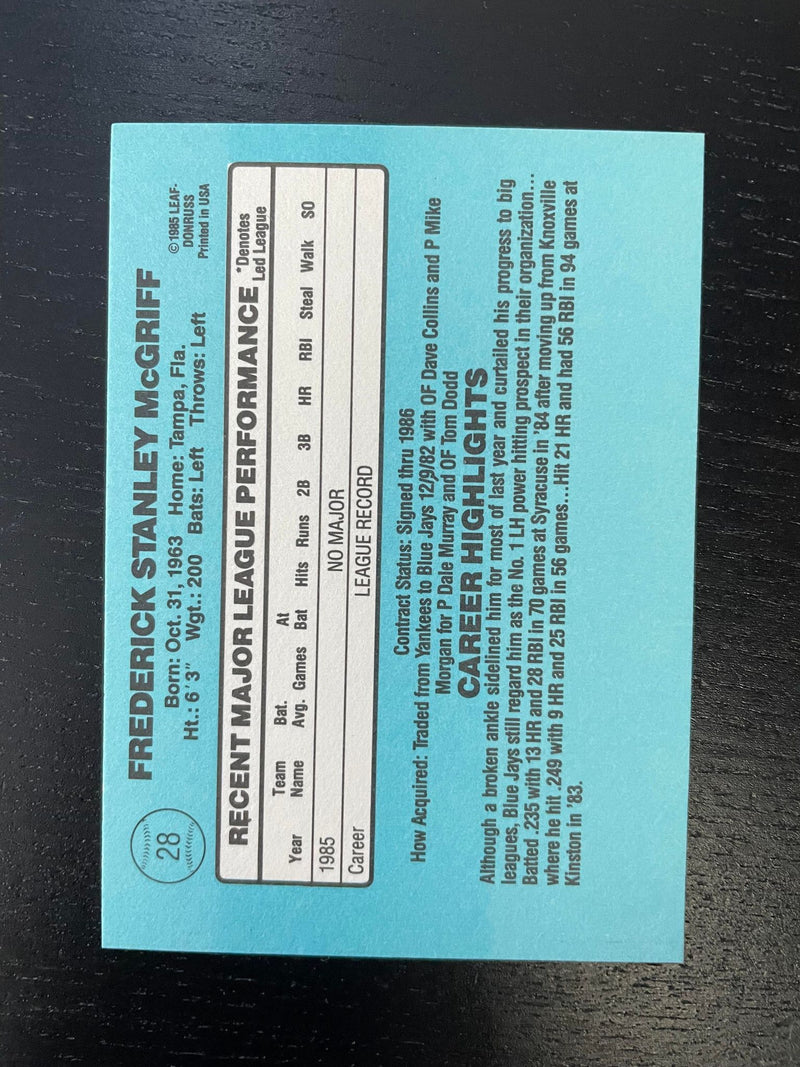 28
FREDERICK STANLEY McGRIFF
Born: Oct. 31, 1963 Home: Tampa, Fla.
Ht.: 6'3" Wgt.: 200 Bats: Left Throws: Left
© 1985 LEAF-
DONRUSS
Printed in USA
RECENT MAJOR LEAGUE PERFORMANCE
*Denotes
Led League
Year Team Name Bat. Avg. Games At Bat Hits Runs 2B 3B HR RBI Steal Walk SO
1985 NO MAJOR
Career LEAGUE RECORD
Contract Status: Signed thru 1986
How Acquired: Traded from Yankees to Blue Jays 12/9/82 with OF Dave Collins and P Mike
Morgan for P Dale Murray and OF Tom Dodd
CAREER HIGHLIGHTS
Although a broken ankle sidelined him for most of last year and curtailed his progress to big
leagues, Blue Jays still regard him as the No. 1 LH power hitting prospect in their organization...
Batted .235 with 13 HR and 28 RBI in 70 games at Syracuse in '84 after moving up from Knoxville
where he hit .249 with 9 HR and 25 RBI in 56 games...Hit 21 HR and had 56 RBI in 94 games at
Kinston in '83.